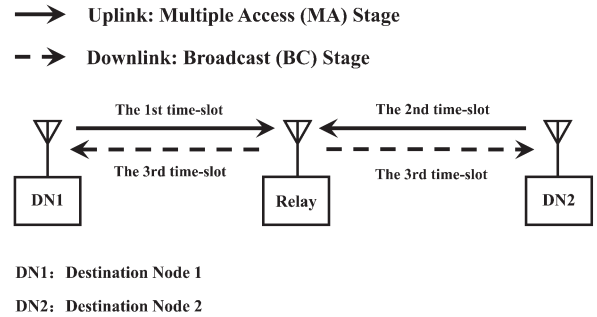 Uplink: Multiple Access (MA) Stage
Downlink: Broadcast (BC) Stage
The 1st time-slot
The 2nd time-slot
The 3rd time-slot
The 3rd time-slot
DN1
Relay
DN2
DN1: Destination Node 1
DN2: Destination Node 2